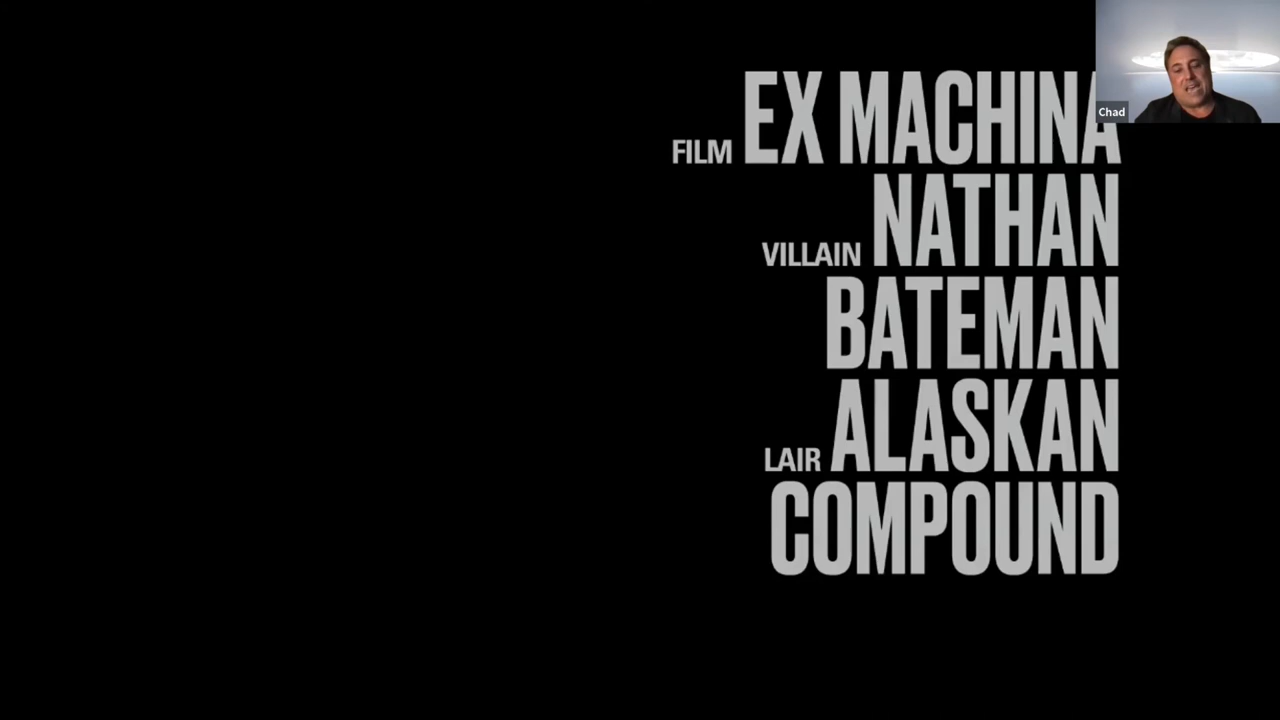 Chad
FILM EX MACHINA
VILLAIN NATHAN
BATEMAN
LAIR ALASKAN
COMPOUND